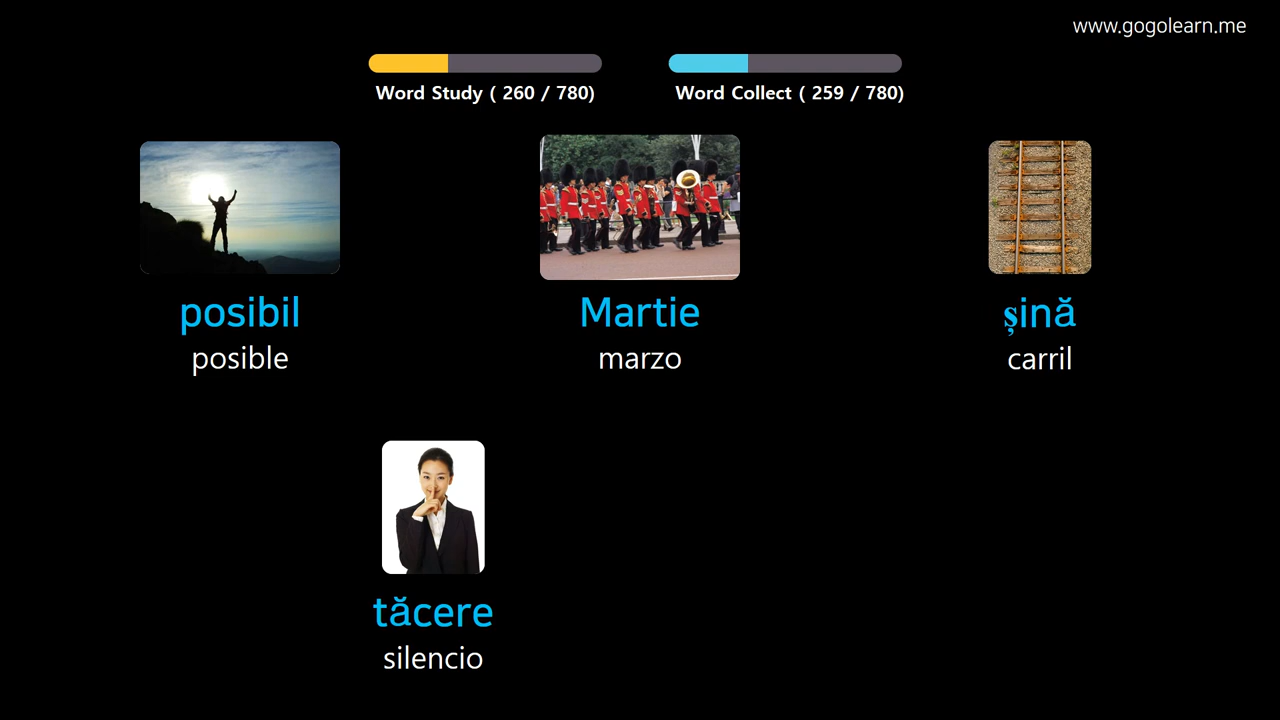 www.gogolearn.me
Word Study ( 260 / 780)
Word Collect ( 259 / 780)
posibil
posible
Martie
marzo
șină
carril
tăcere
silencio